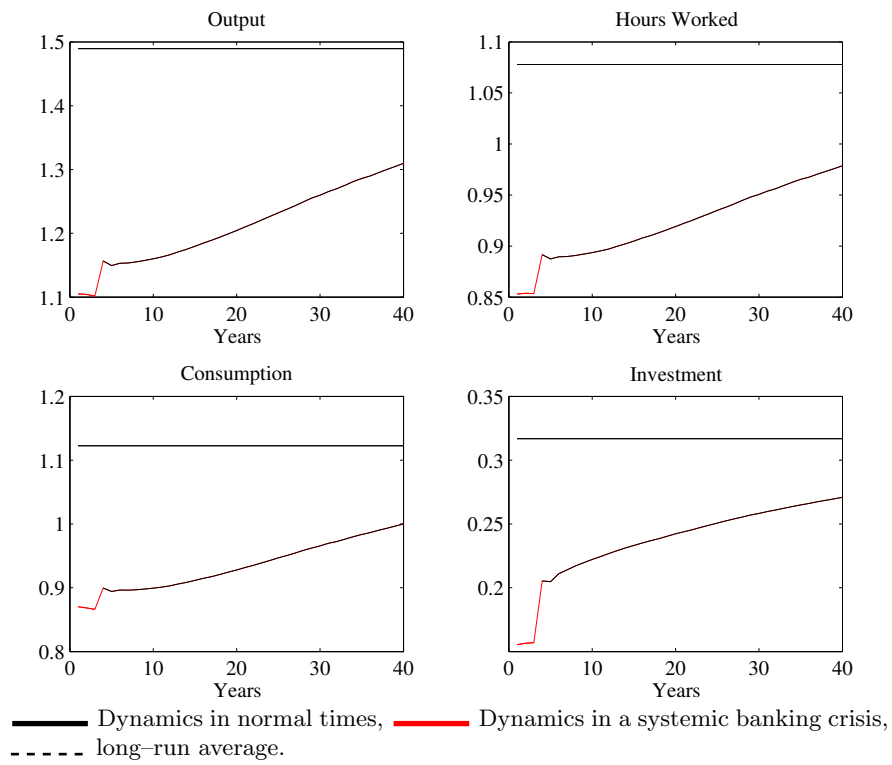 Output
1.5
1.4
1.3
1.2
1.1
0 10 20 30 40
Years
Hours Worked
1.1
1.05
1
0.95
0.9
0.85
0 10 20 30 40
Years
Consumption
1.2
1.1
1
0.9
0.8
0 10 20 30 40
Years
Investment
0.35
0.3
0.25
0.2
0 10 20 30 40
Years
Dynamics in normal times, Dynamics in a systemic banking crisis,
long–run average.